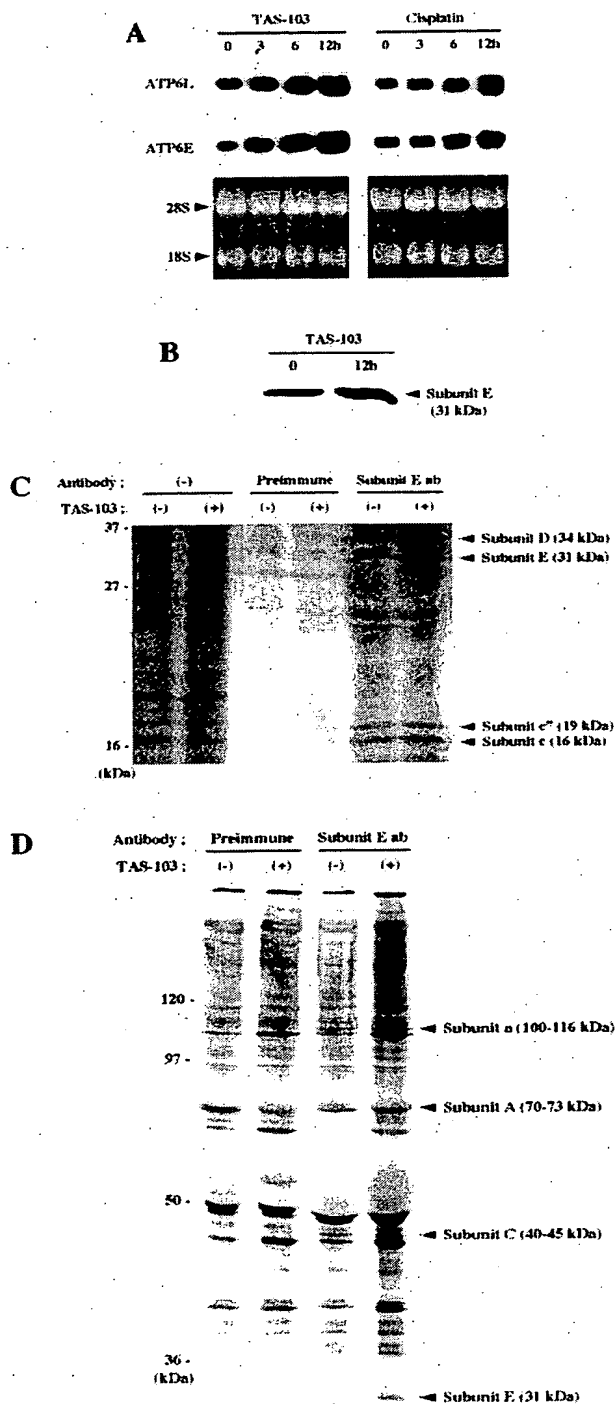 A
TAS-103 Cisplatin
0 3 6 12h 0 3 6 12h
ATP6L
ATP6E
28S
18S
B
TAS-103
0 12h
Subunit E
(31 kDa)
C
Antibody ; (-) Preimmune Subunit E ab
TAS-103 ; (-) (+) (-) (+) (-) (+)
37 -
Subunit D (34 kDa)
Subunit E (31 kDa)
27 -
Subunit c" (19 kDa)
Subunit c (16 kDa)
16 -
(kDa)
D
Antibody ; Preimmune Subunit E ab
TAS-103 ; (-) (+) (-) (+)
120 -
Subunit a (100-116 kDa)
97 -
Subunit A (70-73 kDa)
50 -
Subunit C (40-45 kDa)
36 -
(kDa)
Subunit E (31 kDa)